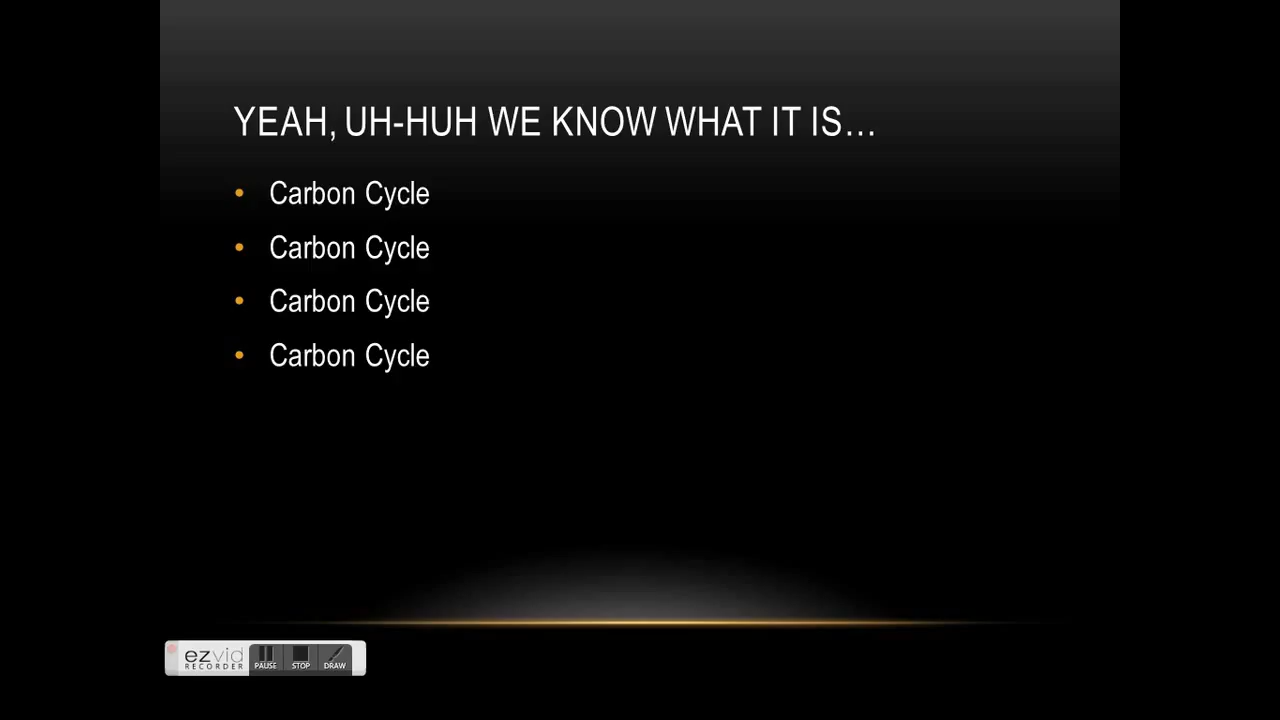 YEAH, UH-HUH WE KNOW WHAT IT IS…
• Carbon Cycle
• Carbon Cycle
• Carbon Cycle
• Carbon Cycle
ezvid
RECORDER
PAUSE
STOP
DRAW